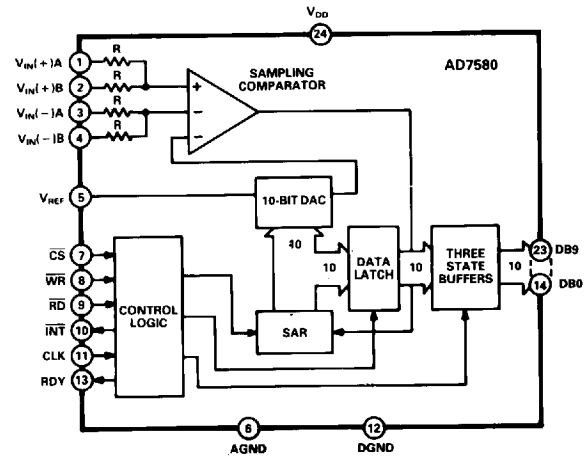 VDD
24
AD7580
VIN(+)A 1 R
VIN(+)B 2 R
VIN(−)A 3 R
VIN(−)B 4 R
+
−
−
SAMPLING
COMPARATOR
VREF 5
10-BIT DAC
10
10
DATA
LATCH
10
THREE
STATE
BUFFERS
10
23 DB9
14 DB0
CS 7
WR 8
RD 9
INT 10
CLK 11
RDY 13
CONTROL
LOGIC
SAR
6
AGND
12
DGND